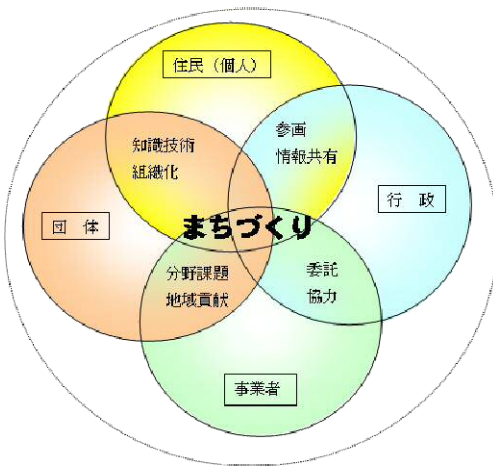 住民（個人）
参画
情報共有
知識技術
組織化
行　政
団　体
まちづくり
分野課題
地域貢献
委託
協力
事業者